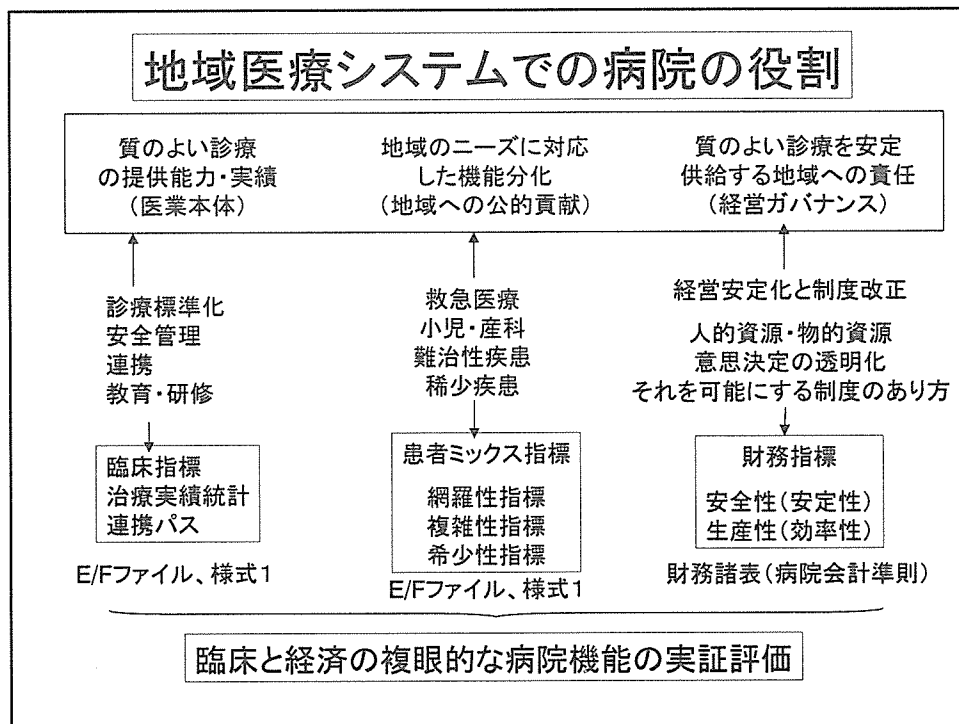 地域医療システムでの病院の役割
質のよい診療
の提供能力・実績
(医業本体)
地域のニーズに対応
した機能分化
(地域への公的貢献)
質のよい診療を安定
供給する地域への責任
(経営ガバナンス)
診療標準化
安全管理
連携
教育・研修
救急医療
小児・産科
難治性疾患
稀少疾患
経営安定化と制度改正
人的資源・物的資源
意思決定の透明化
それを可能にする制度のあり方
臨床指標
治療実績統計
連携パス
患者ミックス指標
網羅性指標
複雑性指標
希少性指標
財務指標
安全性(安定性)
生産性(効率性)
E/Fファイル、様式1
E/Fファイル、様式1
財務諸表(病院会計準則)
臨床と経済の複眼的な病院機能の実証評価